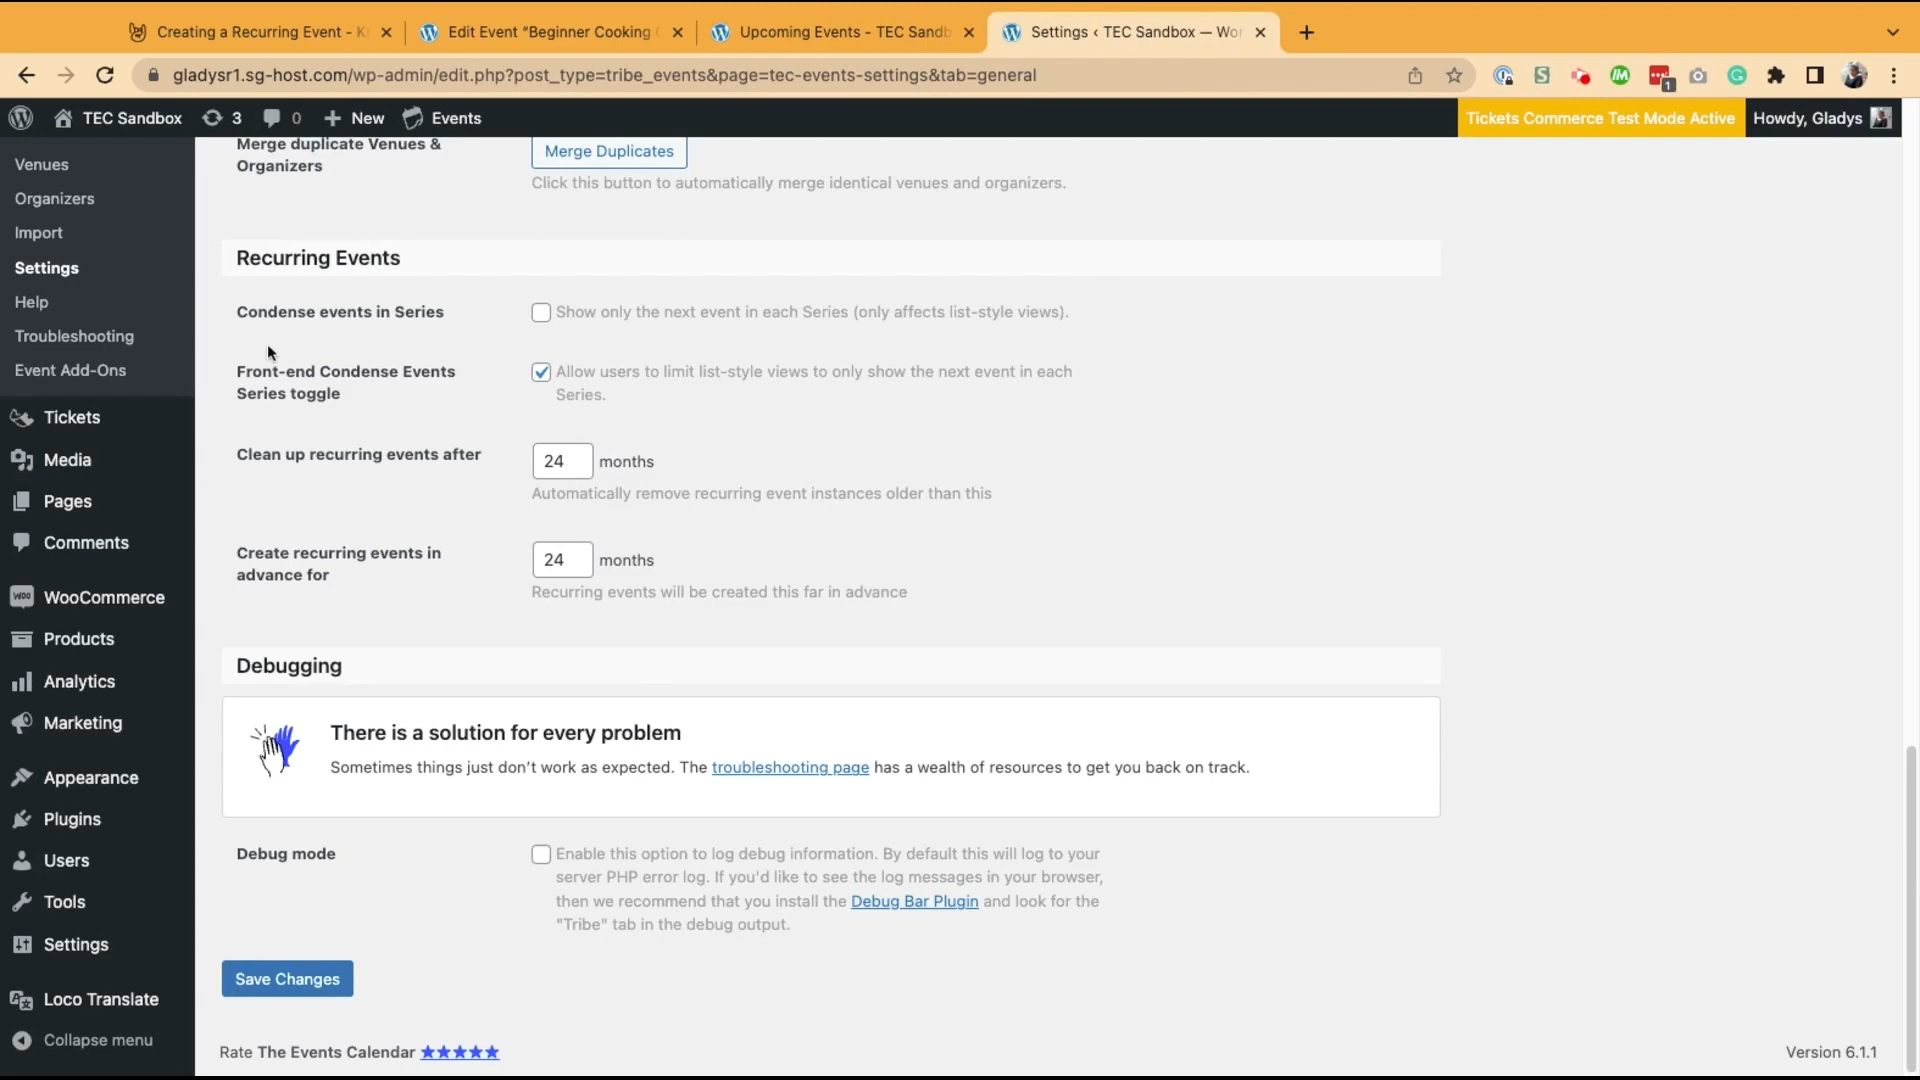 Creating a Recurring Event - K
Edit Event "Beginner Cooking
Upcoming Events - TEC Sandb
Settings ‹ TEC Sandbox — Wor
gladysr1.sg-host.com/wp-admin/edit.php?post_type=tribe_events&page=tec-events-settings&tab=general
1
TEC Sandbox
3
0
New
Events
Tickets Commerce Test Mode Active
Howdy, Gladys
Venues
Organizers
Import
Settings
Help
Troubleshooting
Event Add-Ons
Tickets
Media
Pages
Comments
WooCommerce
Products
Analytics
Marketing
Appearance
Plugins
Users
Tools
Settings
Loco Translate
Collapse menu
Merge duplicate Venues &
Organizers
Merge Duplicates
Click this button to automatically merge identical venues and organizers.
Recurring Events
Condense events in Series
Show only the next event in each Series (only affects list-style views).
Front-end Condense Events
Series toggle
Allow users to limit list-style views to only show the next event in each
Series.
Clean up recurring events after
24 months
Automatically remove recurring event instances older than this
Create recurring events in
advance for
24 months
Recurring events will be created this far in advance
Debugging
There is a solution for every problem
Sometimes things just don't work as expected. The troubleshooting page has a wealth of resources to get you back on track.
Debug mode
Enable this option to log debug information. By default this will log to your
server PHP error log. If you'd like to see the log messages in your browser,
then we recommend that you install the Debug Bar Plugin and look for the
"Tribe" tab in the debug output.
Save Changes
Rate The Events Calendar ★★★★★
Version 6.1.1